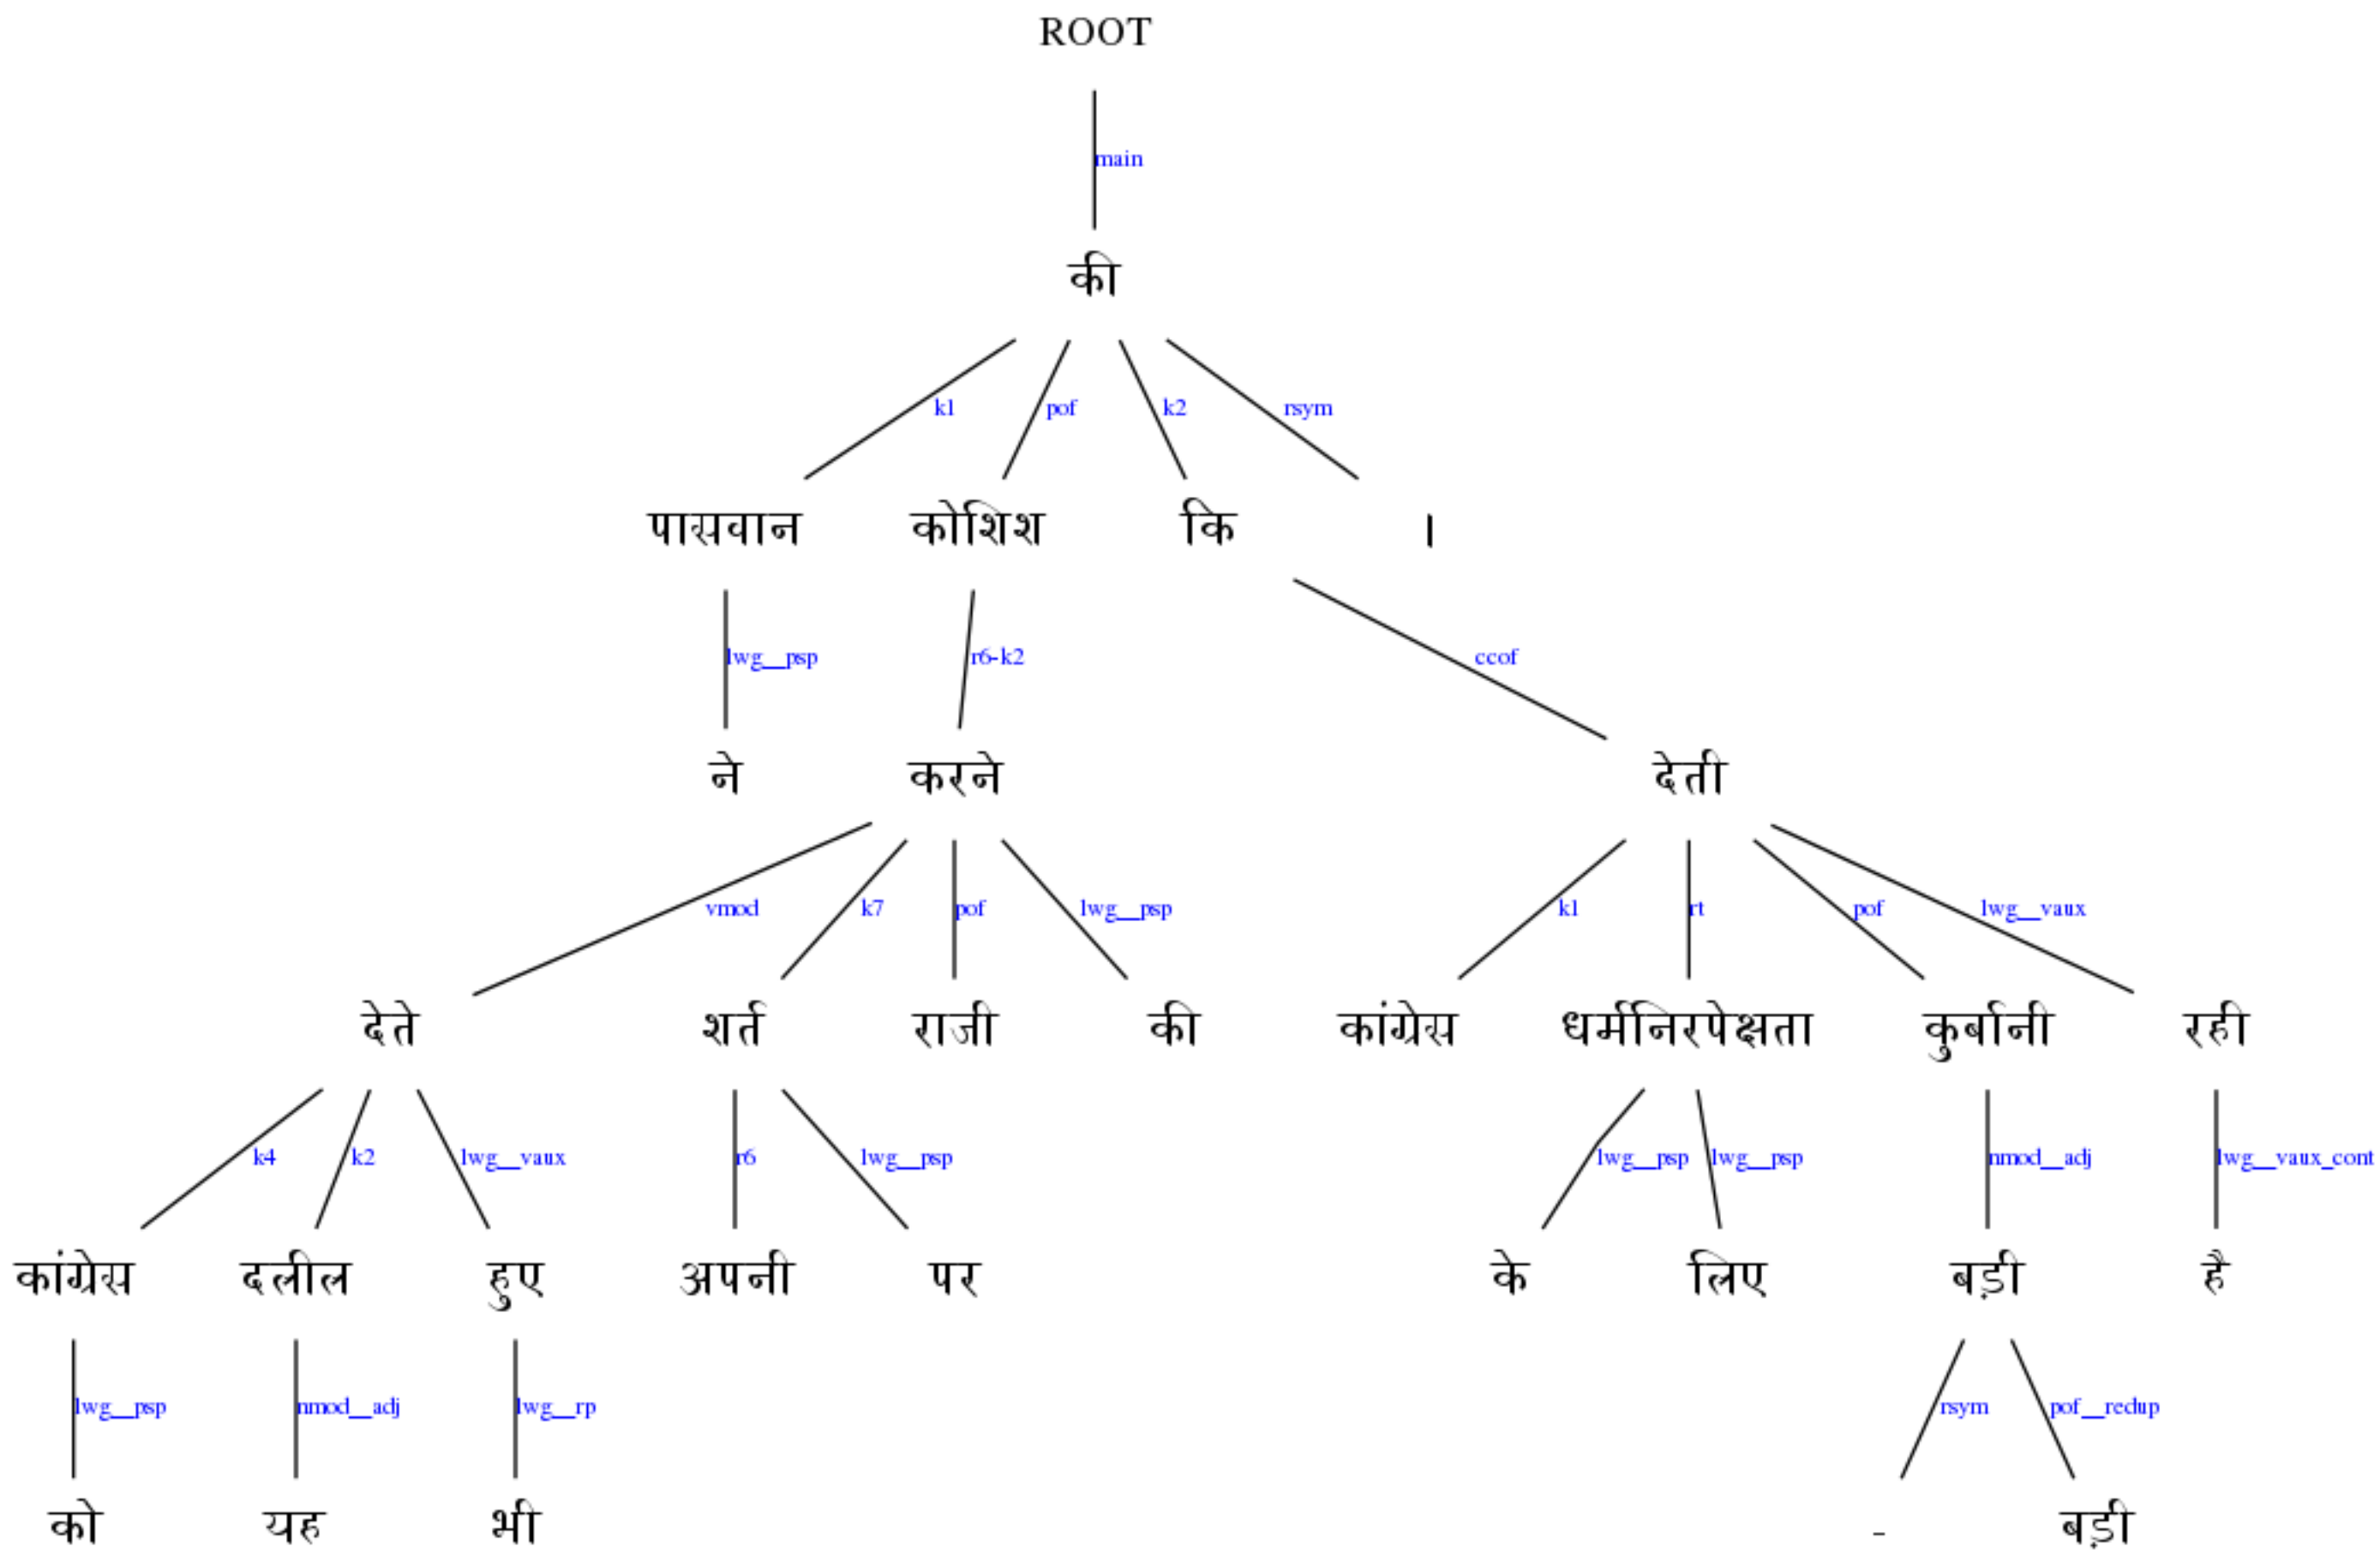 ROOT
main
की
k1 pof k2 rsym
पासवान कोशिश कि ।
lwg__psp r6-k2 ccof
ने करने देती
vmod k7 pof lwg__psp k1 rt pof lwg__vaux
देते शर्त राजी की कांग्रेस धर्मनिरपेक्षता कुर्बानी रही
k4 k2 lwg__vaux r6 lwg__psp lwg__psp lwg__psp nmod__adj lwg__vaux_cont
कांग्रेस दलील हुए अपनी पर के लिए बड़ी है
lwg__psp nmod__adj lwg__rp rsym pof__redup
को यह भी - बड़ी